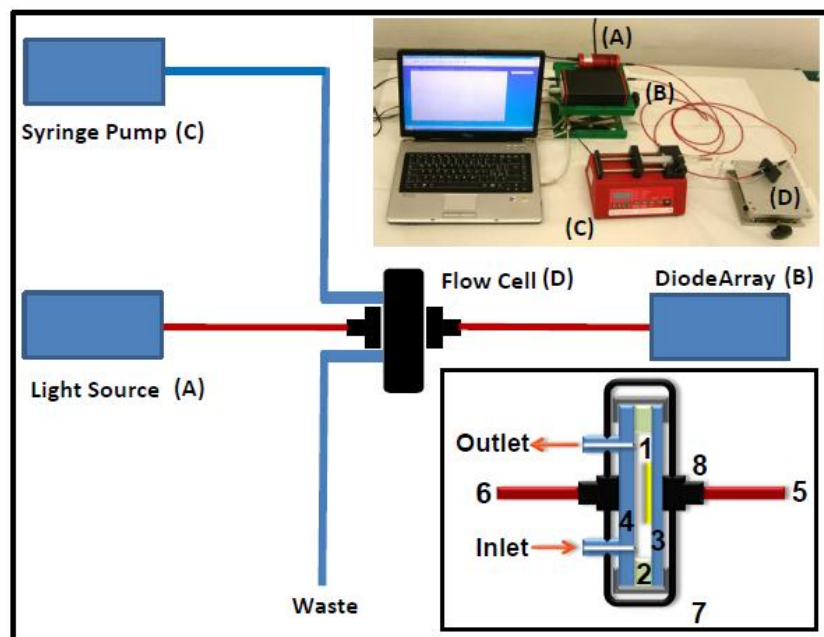 (A)
(B)
Syringe Pump (C)
(D)
(C)
Flow Cell (D)
DiodeArray (B)
Light Source (A)
Outlet
1
8
6
5
4
3
Inlet
2
7
Waste